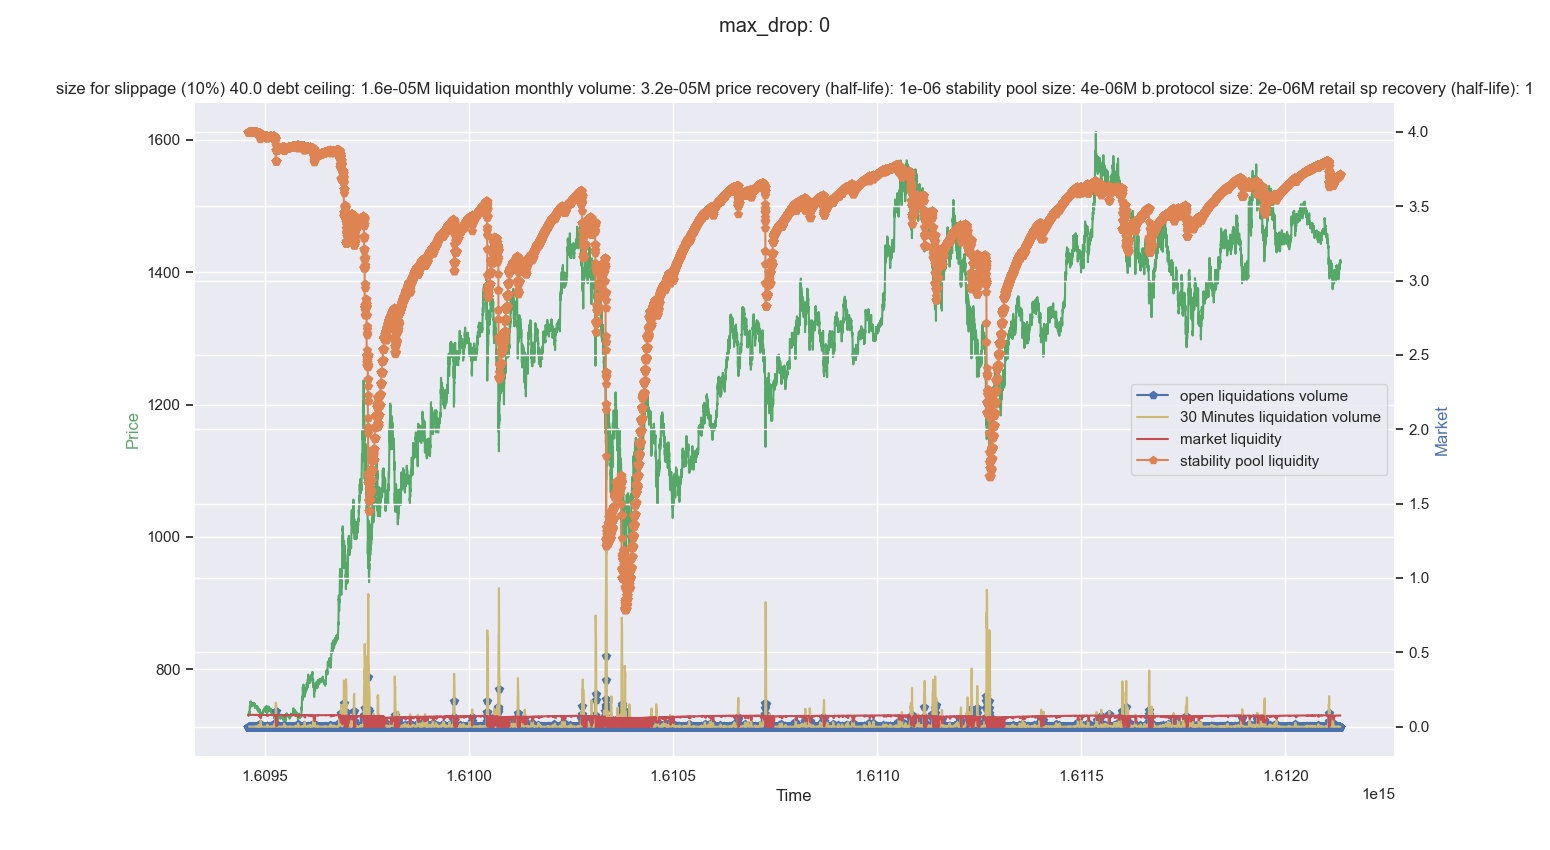 max_drop: 0
size for slippage (10%) 40.0 debt ceiling: 1.6e-05M liquidation monthly volume: 3.2e-05M price recovery (half-life): 1e-06 stability pool size: 4e-06M b.protocol size: 2e-06M retail sp recovery (half-life): 1
1600
1400
1200
1000
800
Price
4.0
3.5
3.0
2.5
2.0
1.5
1.0
0.5
0.0
Market
open liquidations volume
30 Minutes liquidation volume
market liquidity
stability pool liquidity
1.6095
1.6100
1.6105
1.6110
1.6115
1.6120
Time
1e15